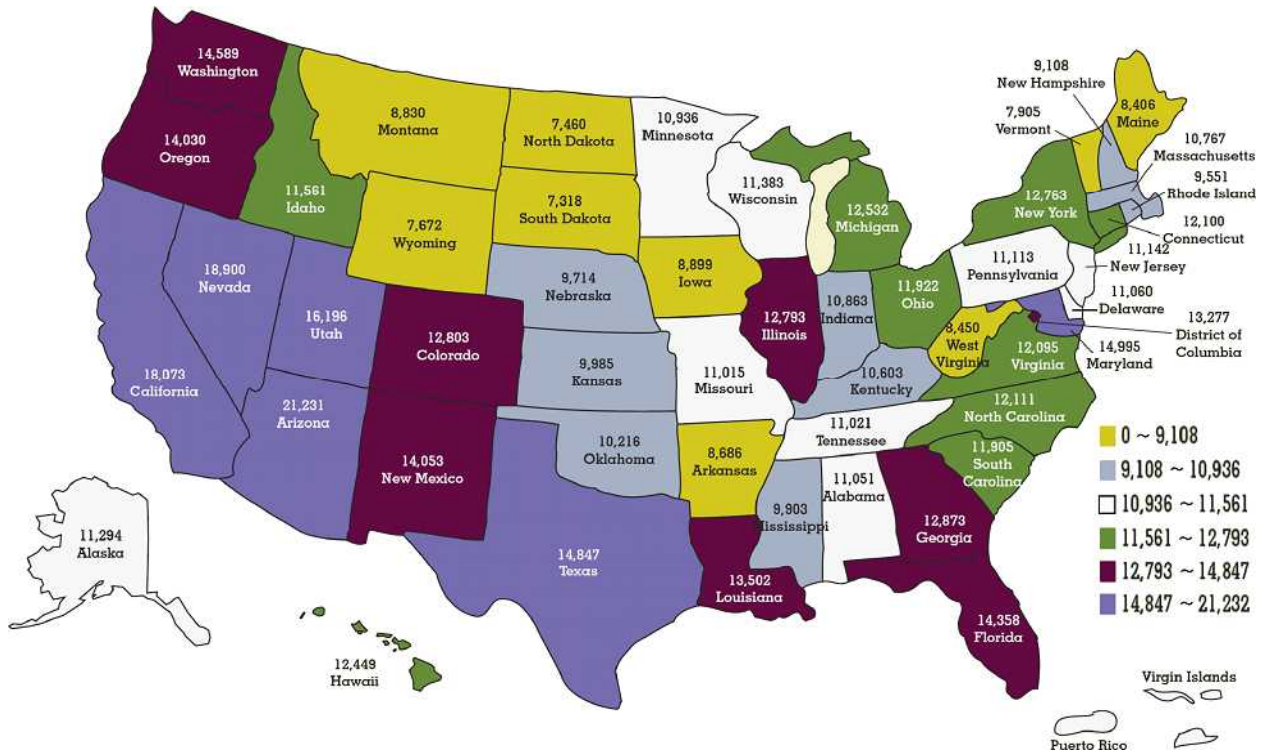 14,589
Washington
14,030
Oregon
11,561
Idaho
8,830
Montana
7,672
Wyoming
7,460
North Dakota
7,318
South Dakota
10,936
Minnesota
11,383
Wisconsin
12,532
Michigan
18,900
Nevada
16,196
Utah
18,073
California
21,231
Arizona
12,803
Colorado
14,053
New Mexico
9,714
Nebraska
9,985
Kansas
10,216
Oklahoma
14,847
Texas
8,899
Iowa
11,015
Missouri
8,686
Arkansas
13,502
Louisiana
12,793
Illinois
10,863
Indiana
11,922
Ohio
10,603
Kentucky
11,021
Tennessee
9,903
Mississippi
11,051
Alabama
12,873
Georgia
14,358
Florida
11,905
South
Carolina
12,111
North Carolina
12,095
Virginia
8,450
West
Virginia
11,113
Pennsylvania
12,763
New York
9,108
New Hampshire
7,905
Vermont
8,406
Maine
10,767
Massachusetts
9,551
Rhode Island
12,100
Connecticut
11,142
New Jersey
11,060
Delaware
13,277
District of
Columbia
14,995
Maryland
11,294
Alaska
12,449
Hawaii
0 ~ 9,108
9,108 ~ 10,936
10,936 ~ 11,561
11,561 ~ 12,793
12,793 ~ 14,847
14,847 ~ 21,232
Virgin Islands
Puerto Rico